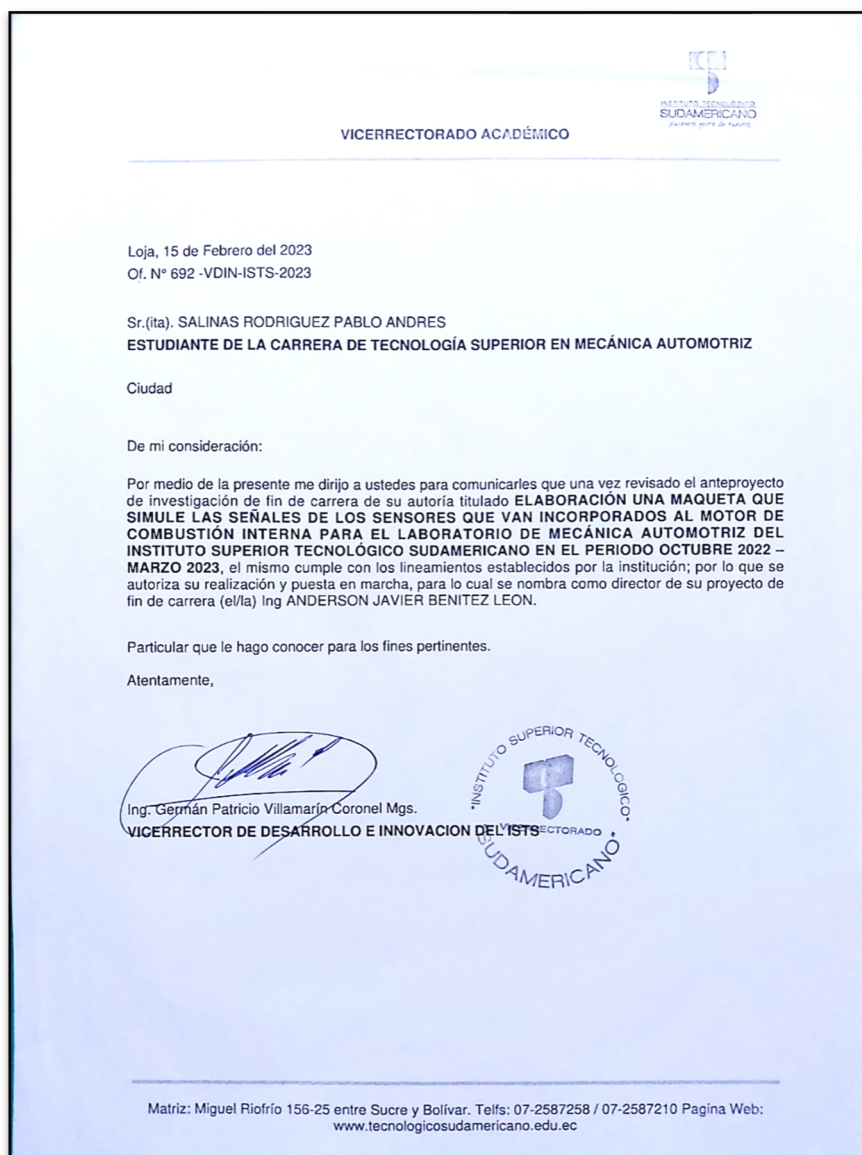 INSTITUTO TECNOLÓGICO
SUDAMERICANO
VICERRECTORADO ACADÉMICO
Loja, 15 de Febrero del 2023
Of. N° 692 -VDIN-ISTS-2023
Sr.(ita). SALINAS RODRIGUEZ PABLO ANDRES
ESTUDIANTE DE LA CARRERA DE TECNOLOGÍA SUPERIOR EN MECÁNICA AUTOMOTRIZ
Ciudad
De mi consideración:
Por medio de la presente me dirijo a ustedes para comunicarles que una vez revisado el anteproyecto
de investigación de fin de carrera de su autoría titulado ELABORACIÓN UNA MAQUETA QUE
SIMULE LAS SEÑALES DE LOS SENSORES QUE VAN INCORPORADOS AL MOTOR DE
COMBUSTIÓN INTERNA PARA EL LABORATORIO DE MECÁNICA AUTOMOTRIZ DEL
INSTITUTO SUPERIOR TECNOLÓGICO SUDAMERICANO EN EL PERIODO OCTUBRE 2022 –
MARZO 2023, el mismo cumple con los lineamientos establecidos por la institución; por lo que se
autoriza su realización y puesta en marcha, para lo cual se nombra como director de su proyecto de
fin de carrera (el/la) Ing ANDERSON JAVIER BENITEZ LEON.
Particular que le hago conocer para los fines pertinentes.
Atentamente,
Ing. Germán Patricio Villamarín Coronel Mgs.
VICERRECTOR DE DESARROLLO E INNOVACION DEL ISTS
INSTITUTO SUPERIOR TECNOLOGICO
VICERRECTORADO
SUDAMERICANO
Matriz: Miguel Riofrío 156-25 entre Sucre y Bolívar. Telfs: 07-2587258 / 07-2587210 Pagina Web:
www.tecnologicosudamericano.edu.ec